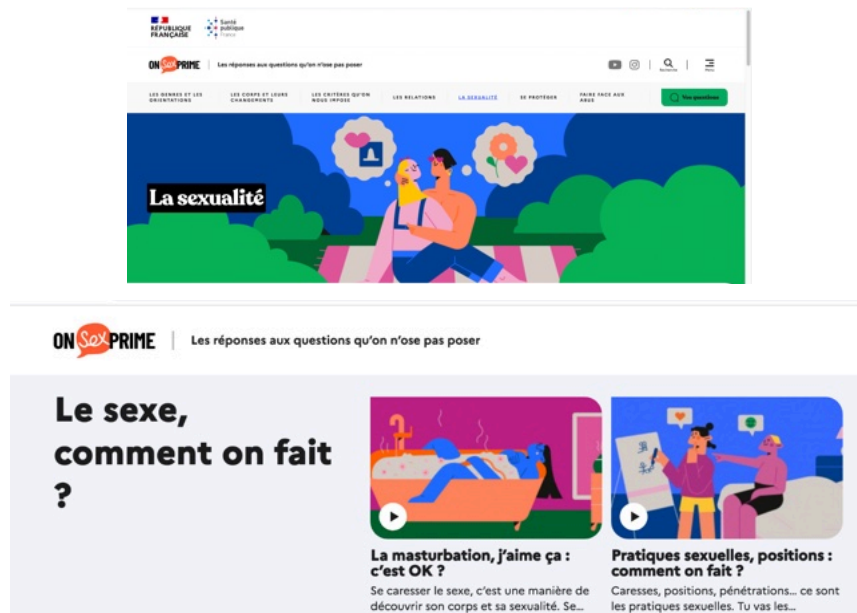 RÉPUBLIQUE
FRANÇAISE
Santé
publique
France
ON Sex PRIME
Les réponses aux questions qu'on n'ose pas poser
Recherche
Menu
LES GENRES ET LES
ORIENTATIONS
LES CORPS ET LEURS
CHANGEMENTS
LES CRITÈRES QU'ON
NOUS IMPOSE
LES RELATIONS
LA SEXUALITÉ
SE PROTÉGER
FAIRE FACE AUX
ABUS
Vos questions
La sexualité
ON Sex PRIME
Les réponses aux questions qu'on n'ose pas poser
Le sexe,
comment on fait
?
La masturbation, j'aime ça :
c'est OK ?
Se caresser le sexe, c'est une manière de
découvrir son corps et sa sexualité. Se...
Pratiques sexuelles, positions :
comment on fait ?
Caresses, positions, pénétrations... ce sont
les pratiques sexuelles. Tu vas les...